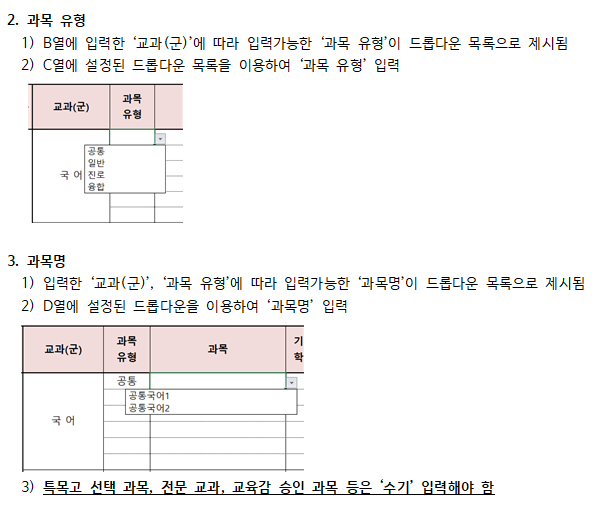 2. 과목 유형
1) B열에 입력한 ‘교과(군)’에 따라 입력가능한 ‘과목 유형’이 드롭다운 목록으로 제시됨
2) C열에 설정된 드롭다운 목록을 이용하여 ‘과목 유형’ 입력
교과(군) 과목 유형
공통
일반
국 어 진로
융합
3. 과목명
1) 입력한 ‘교과(군)’, ‘과목 유형’에 따라 입력가능한 ‘과목명’이 드롭다운 목록으로 제시됨
2) D열에 설정된 드롭다운을 이용하여 ‘과목명’ 입력
교과(군) 과목 유형 과목 기 학
공통
공통국어1
공통국어2
국 어
3) 특목고 선택 과목, 전문 교과, 교육감 승인 과목 등은 ‘수기’ 입력해야 함